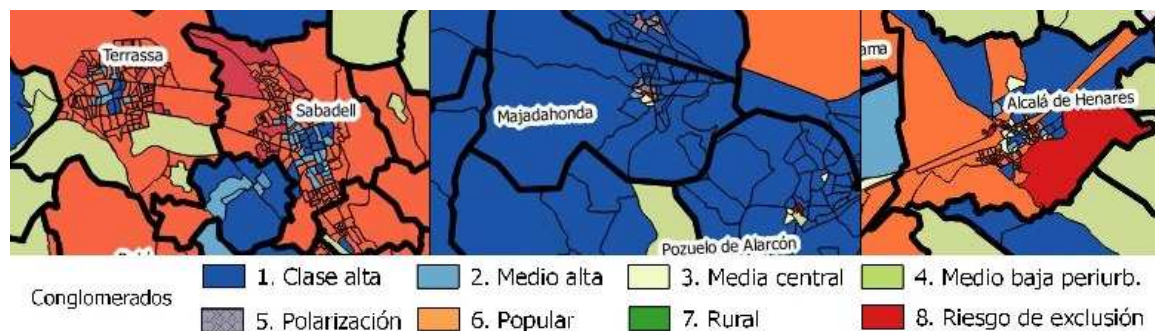 Terrassa
Sabadell
Majadahonda
Pozuelo de Alarcón
ama
Alcalá de Henares
Conglomerados
1. Clase alta
2. Medio alta
3. Media central
4. Medio baja periurb.
5. Polarización
6. Popular
7. Rural
8. Riesgo de exclusión